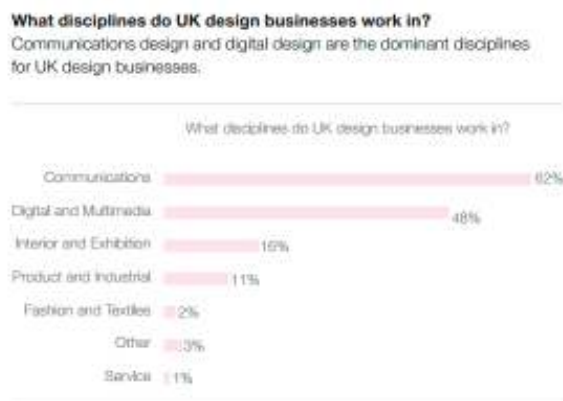 What disciplines do UK design businesses work in?
Communications design and digital design are the dominant disciplines
for UK design businesses.
What disciplines do UK design businesses work in?
Communications 62%
Digital and Multimedia 48%
Interior and Exhibition 16%
Product and Industrial 11%
Fashion and Textiles 2%
Other 3%
Service 1%